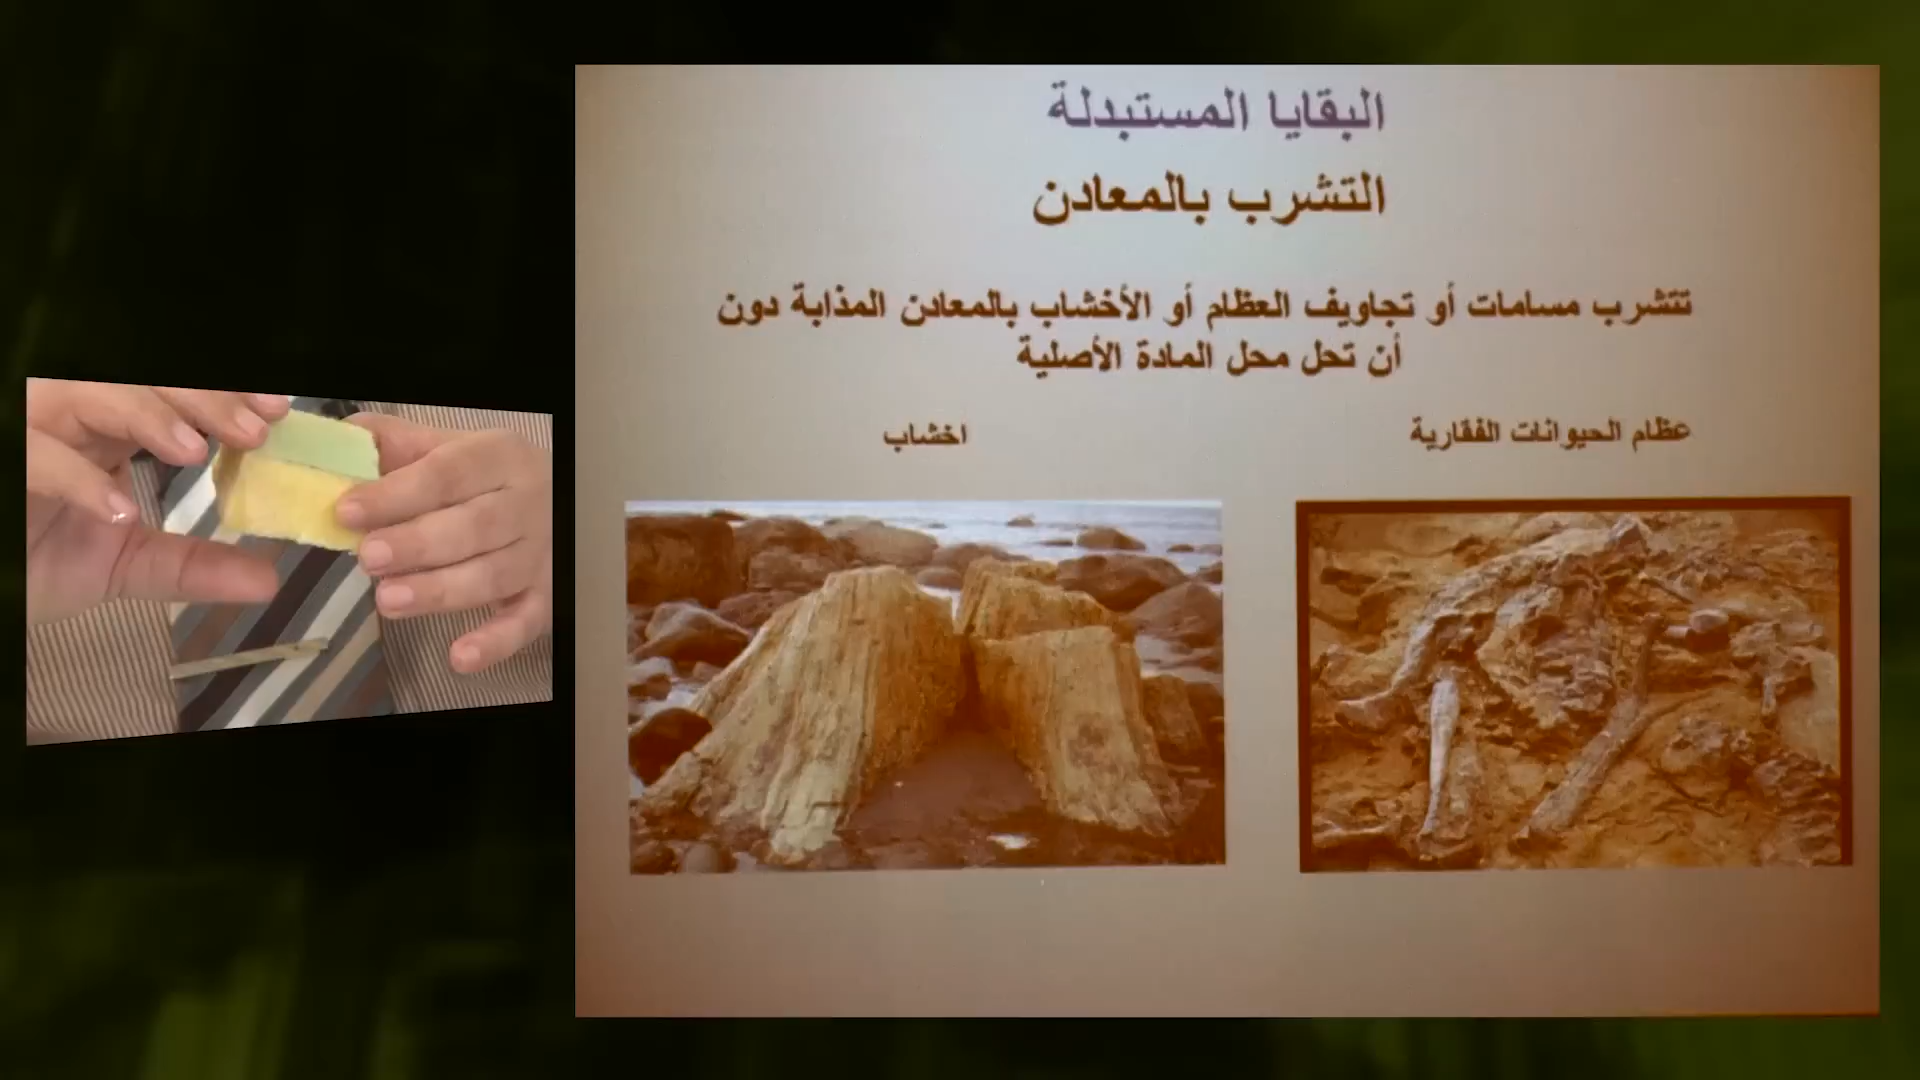 البقايا المستبدلة
التشرب بالمعادن
تتشرب مسامات أو تجاويف العظام أو الأخشاب بالمعادن المذابة دون
أن تحل محل المادة الأصلية
عظام الحيوانات الفقارية
اخشاب